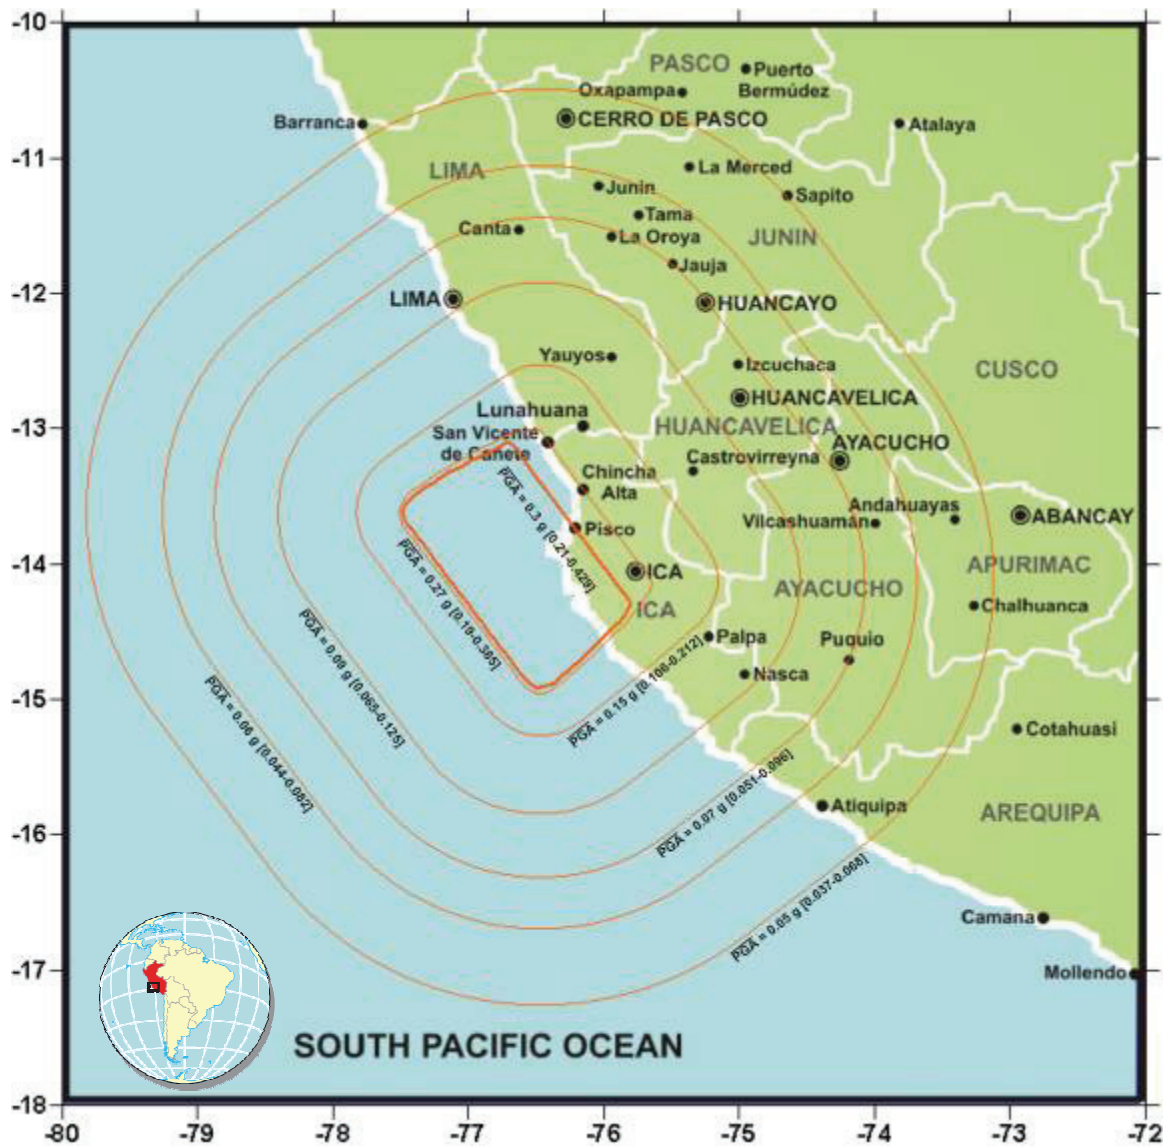 -10
PASCO
Puerto
Bermúdez
Oxapampa
CERRO DE PASCO
Barranca
Atalaya
-11
LIMA
La Merced
Junin
Sapito
Tama
Canta
La Oroya
JUNIN
Jauja
-12
LIMA
HUANCAYO
Yauyos
Izcuchaca
CUSCO
HUANCAVELICA
Lunahuana
-13
San Vicente
de Cañete
HUANCAVELICA
AYACUCHO
Castrovirreyna
Chincha
Alta
Andahuayas
Vilcashuamán
ABANCAY
Pisco
PGA = 0.3 g [0.21-0.429]
-14
ICA
APURIMAC
AYACUCHO
ICA
Chalhuanca
PGA = 0.27 g [0.19-0.385]
Palpa
Puquio
PGA = 0.09 g [0.065-0.125]
PGA = 0.15 g [0.106-0.212]
Nasca
-15
PGA = 0.06 g [0.044-0.082]
Cotahuasi
PGA = 0.07 g [0.051-0.096]
Atiquipa
AREQUIPA
-16
PGA = 0.05 g [0.037-0.068]
Camana
-17
Mollendo
SOUTH PACIFIC OCEAN
-18
-80 -79 -78 -77 -76 -75 -74 -73 -72